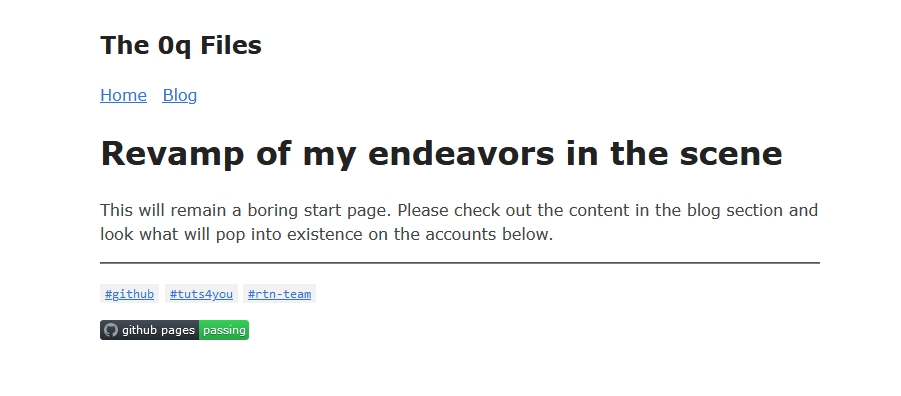 The 0q Files
Home Blog
Revamp of my endeavors in the scene
This will remain a boring start page. Please check out the content in the blog section and
look what will pop into existence on the accounts below.
#github #tuts4you #rtn-team
github pages passing